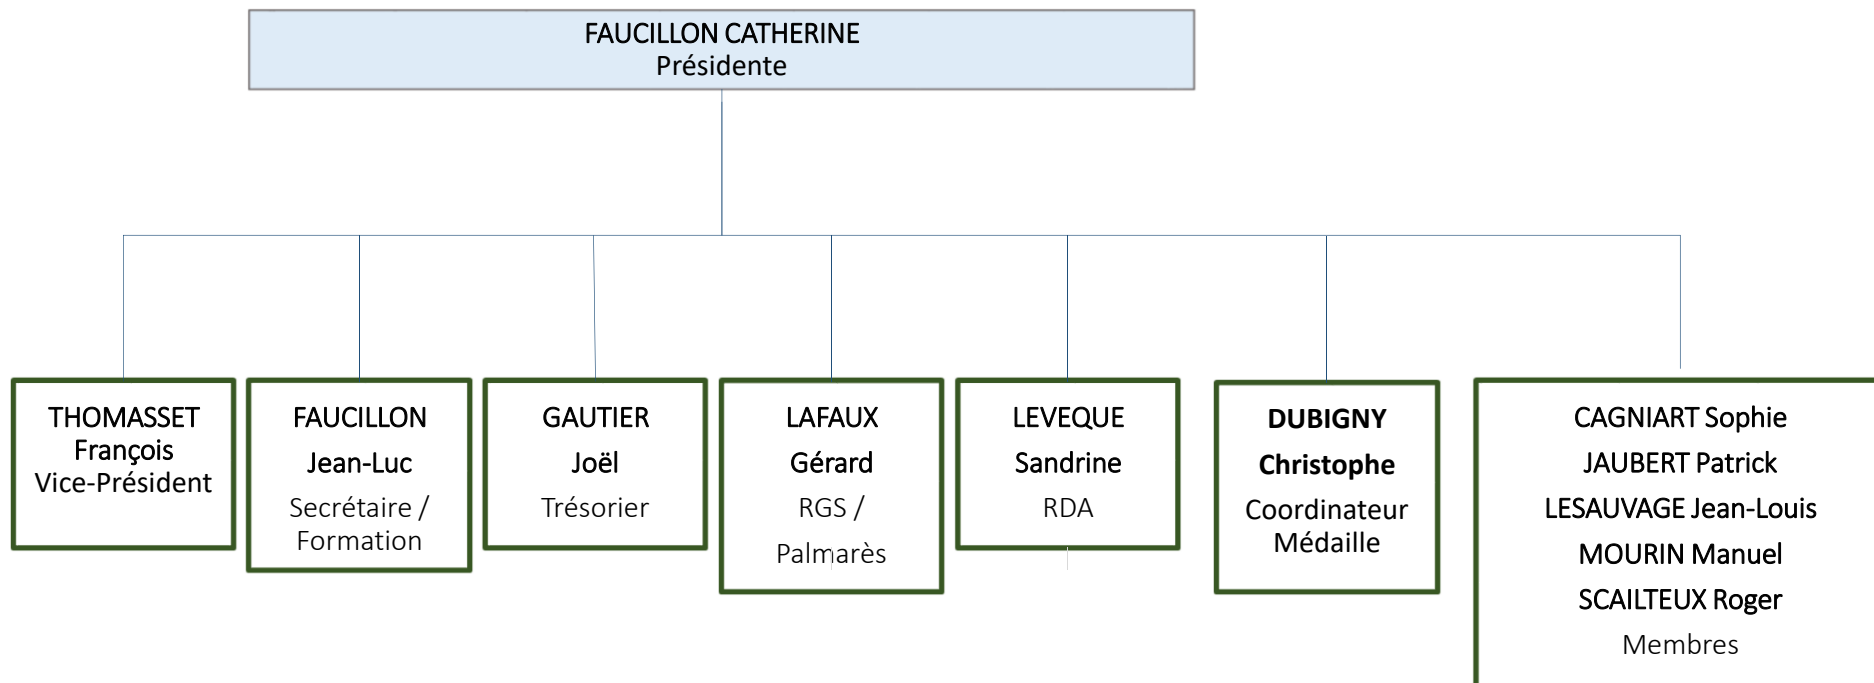 FAUCILLON CATHERINE
Présidente
THOMASSET
François
Vice-Président
FAUCILLON
Jean-Luc
Secrétaire /
Formation
GAUTIER
Joël
Trésorier
LAFAUX
Gérard
RGS /
Palmarès
LEVEQUE
Sandrine
RDA
DUBIGNY
Christophe
Coordinateur
Médaille
CAGNIART Sophie
JAUBERT Patrick
LESAUVAGE Jean-Louis
MOURIN Manuel
SCAILTEUX Roger
Membres